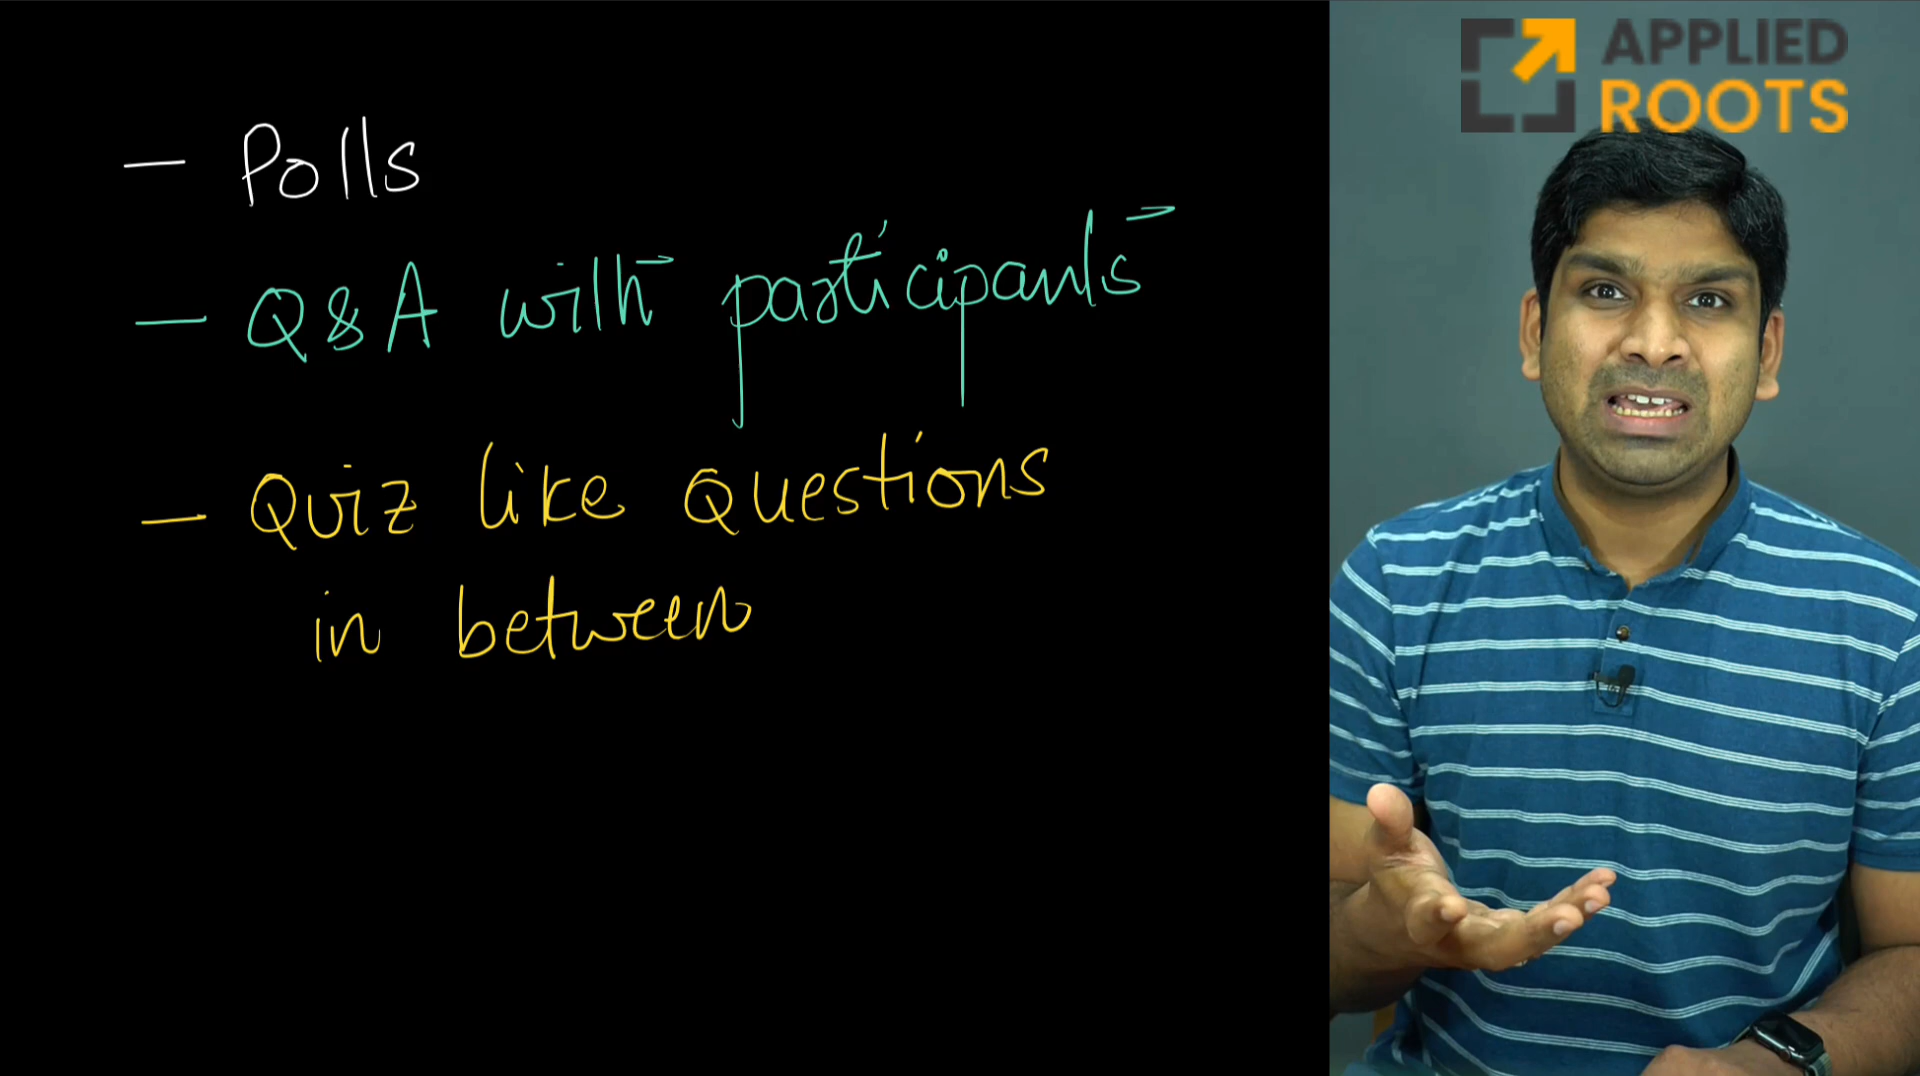 – Polls
– Q&A with participants
– Quiz like questions
in between
APPLIED
ROOTS